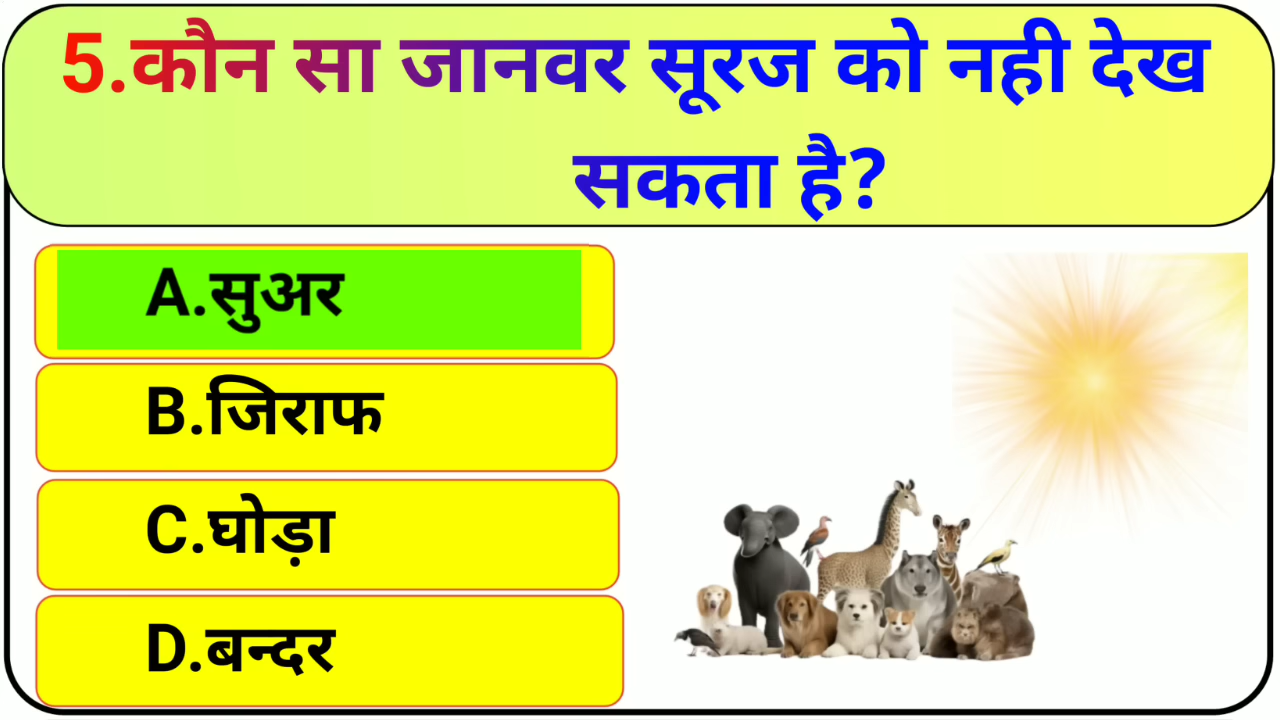 5.कौन सा जानवर सूरज को नही देख
सकता है?
A.सुअर
B.जिराफ
C.घोड़ा
D.बन्दर